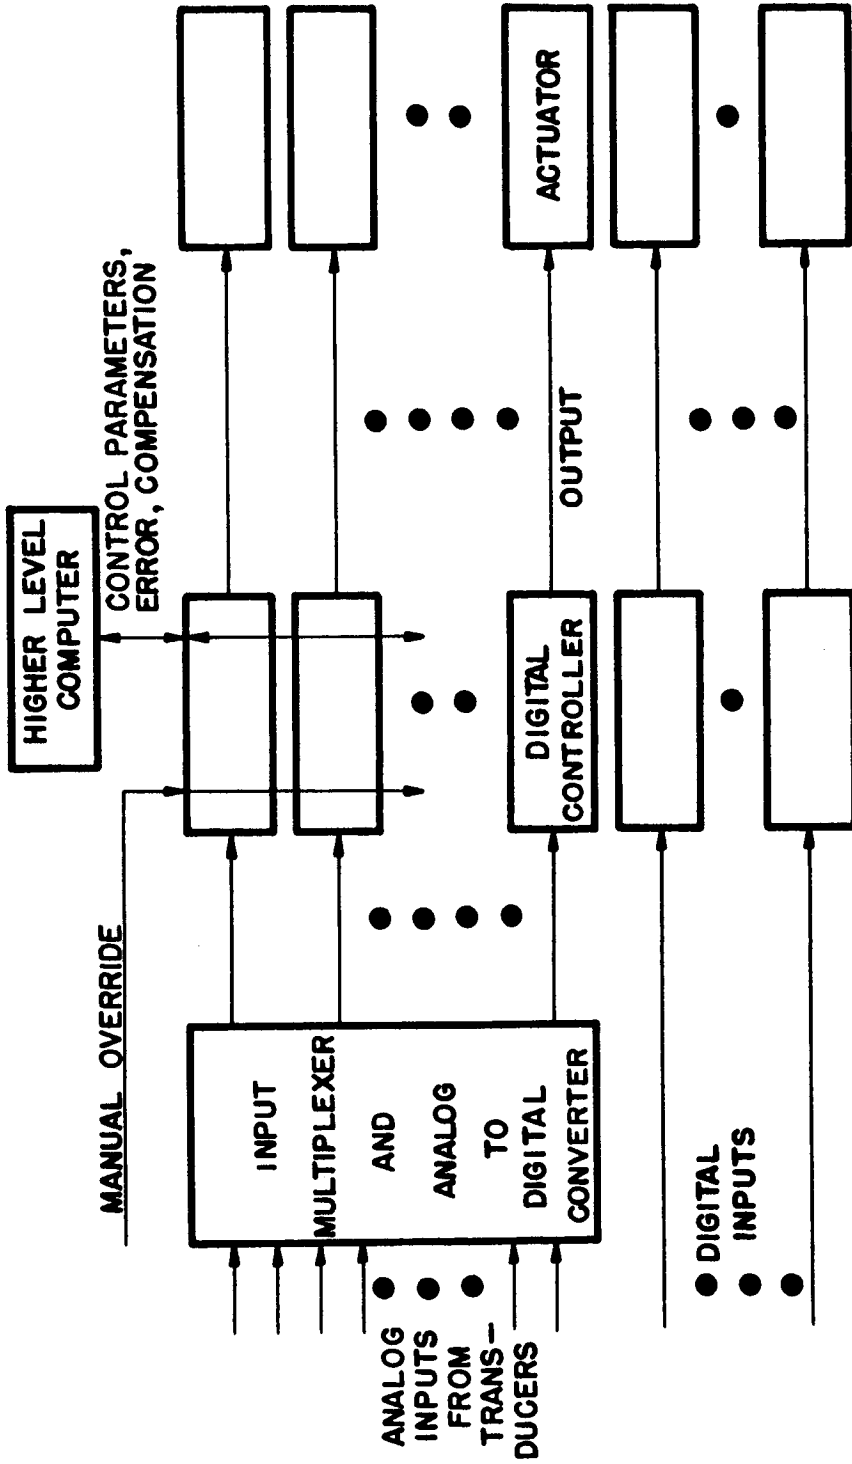 HIGHER LEVEL
COMPUTER
CONTROL PARAMETERS,
ERROR, COMPENSATION
MANUAL OVERRIDE
INPUT
MULTIPLEXER
AND
ANALOG
TO
DIGITAL
CONVERTER
ANALOG
INPUTS
FROM
TRANS-
DUCERS
DIGITAL
CONTROLLER
OUTPUT
ACTUATOR
DIGITAL
INPUTS